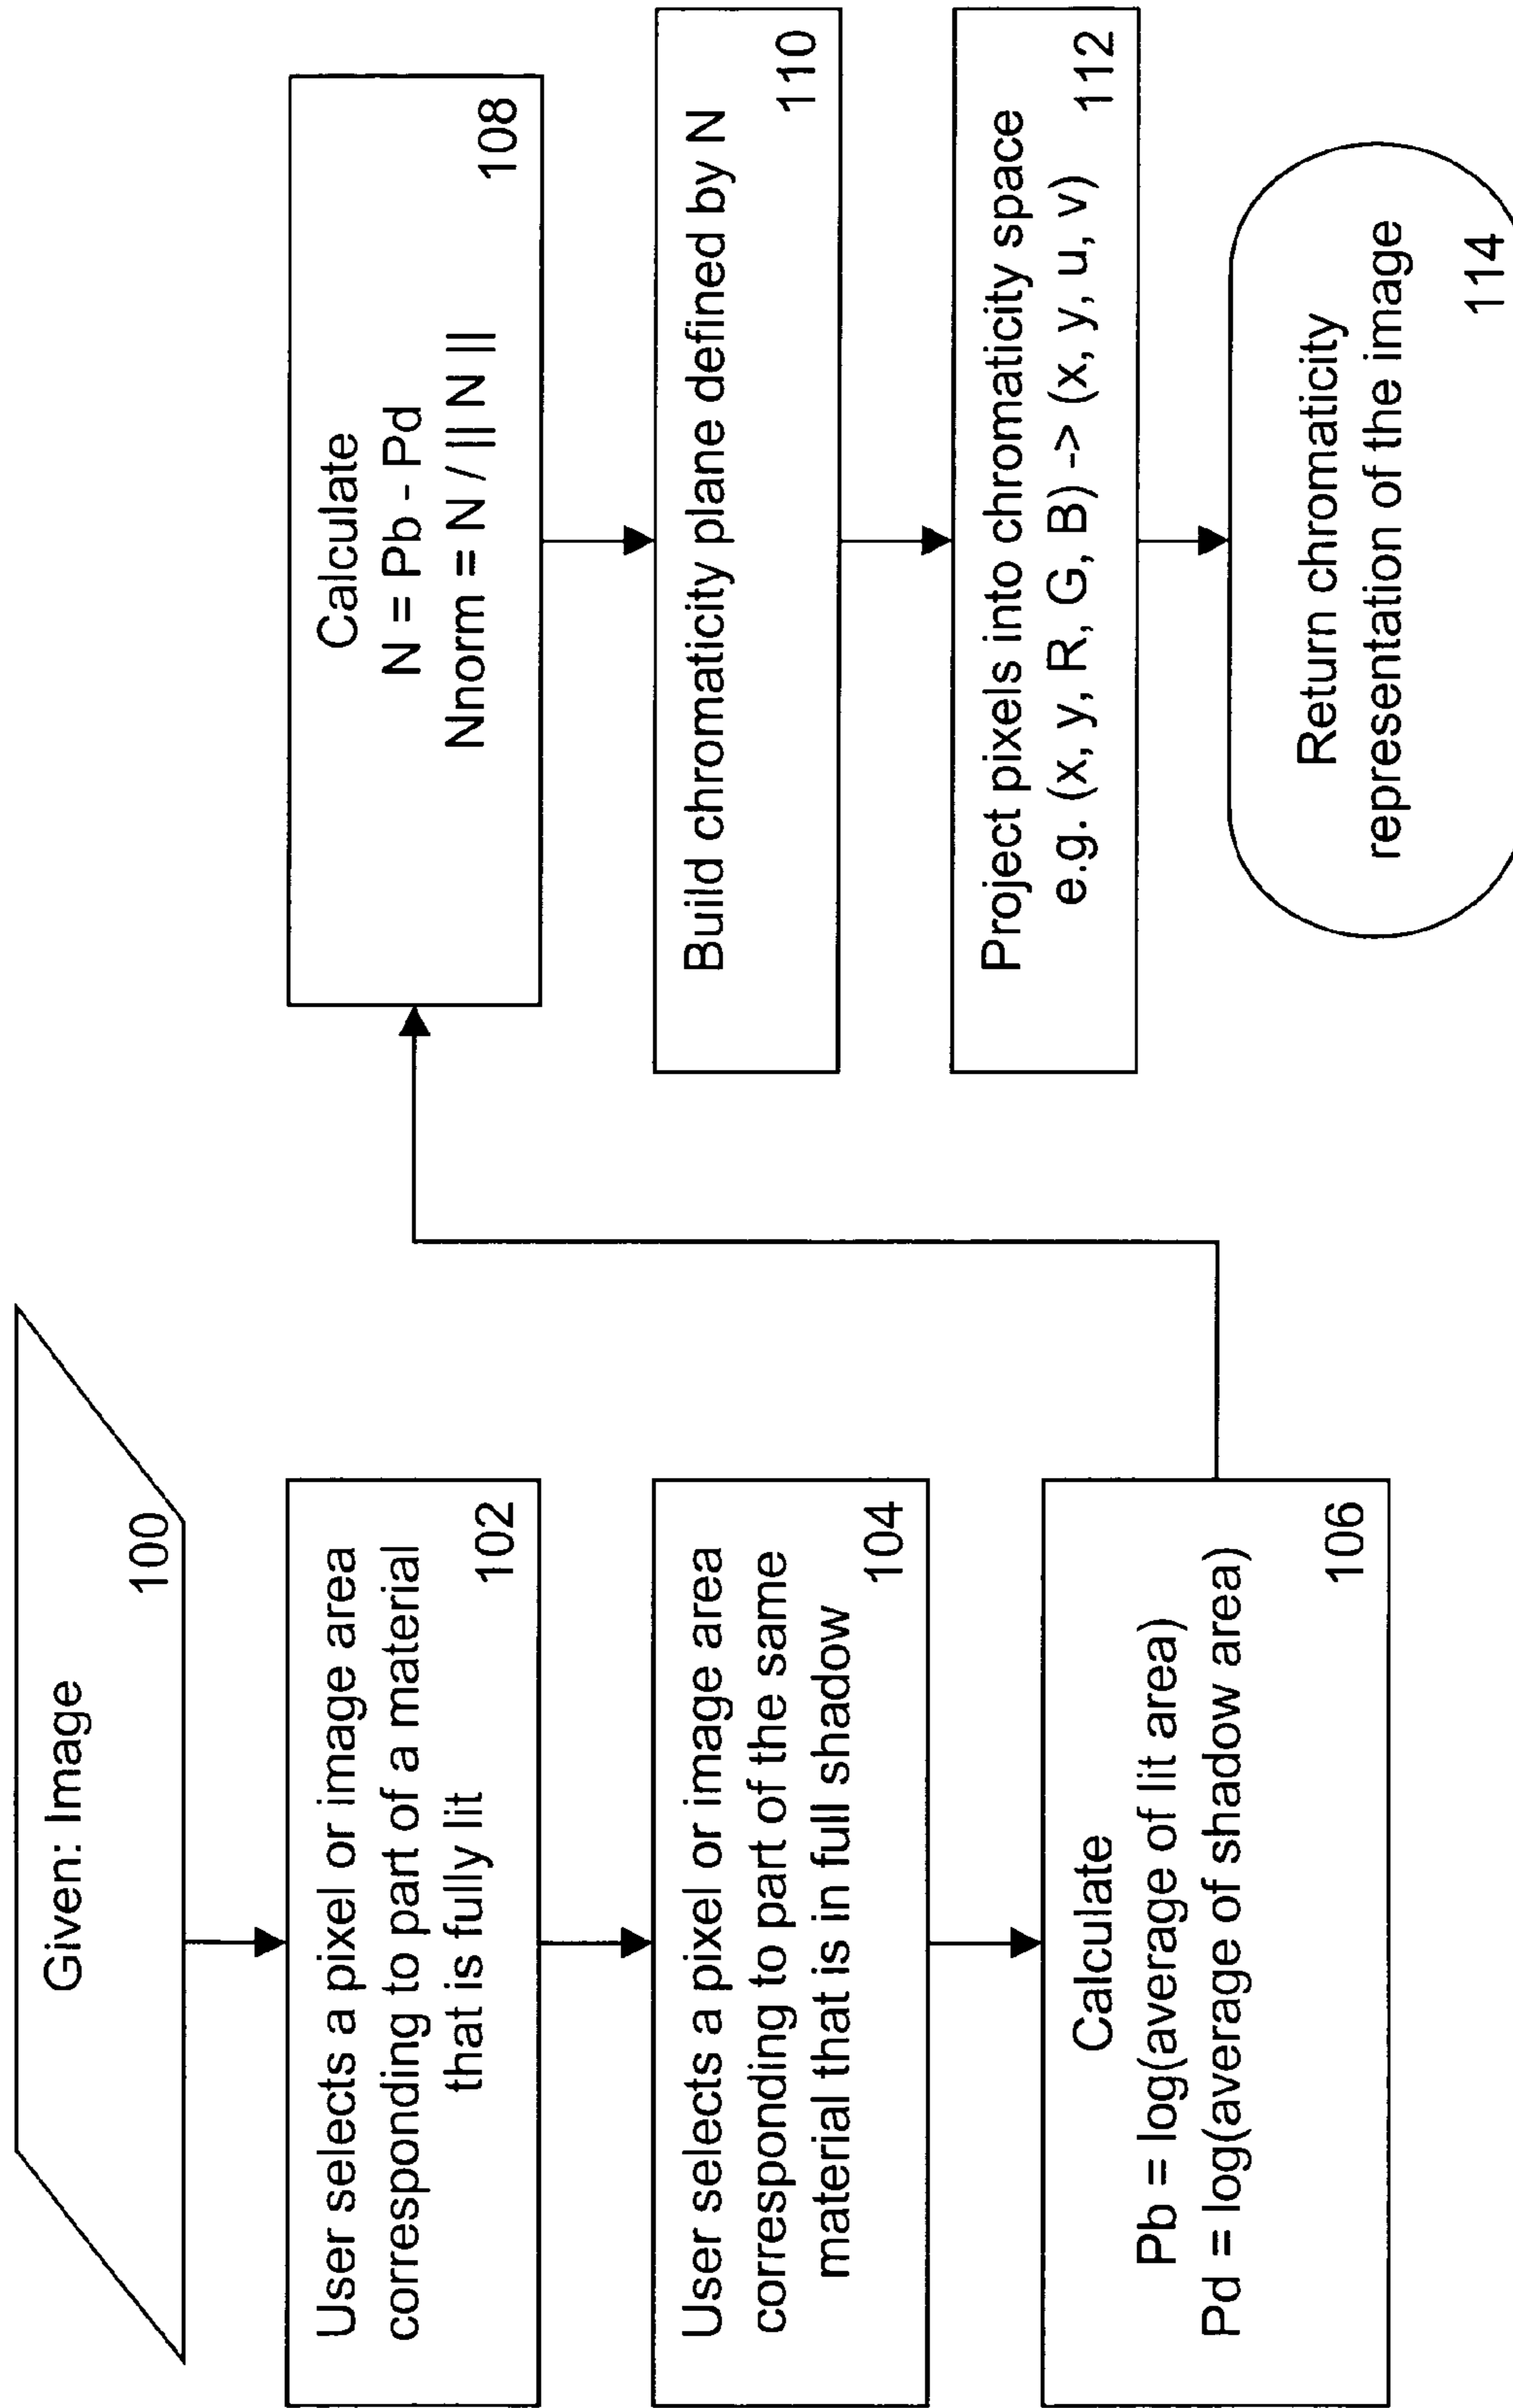 Given: Image
100
User selects a pixel or image area
corresponding to part of a material
that is fully lit
102
User selects a pixel or image area
corresponding to part of the same
material that is in full shadow
104
Calculate
Pb = log(average of lit area)
Pd = log(average of shadow area)
106
Calculate
N = Pb - Pd
Nnorm = N / || N ||
108
Build chromaticity plane defined by N
110
Project pixels into chromaticity space
e.g. (x, y, R, G, B) -> (x, y, u, v)
112
Return chromaticity
representation of the image
114